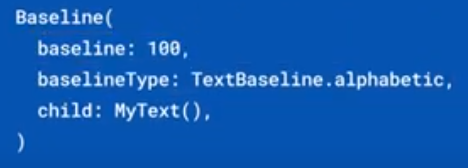 Baseline(
  baseline: 100,
  baselineType: TextBaseline.alphabetic,
  child: MyText(),
)